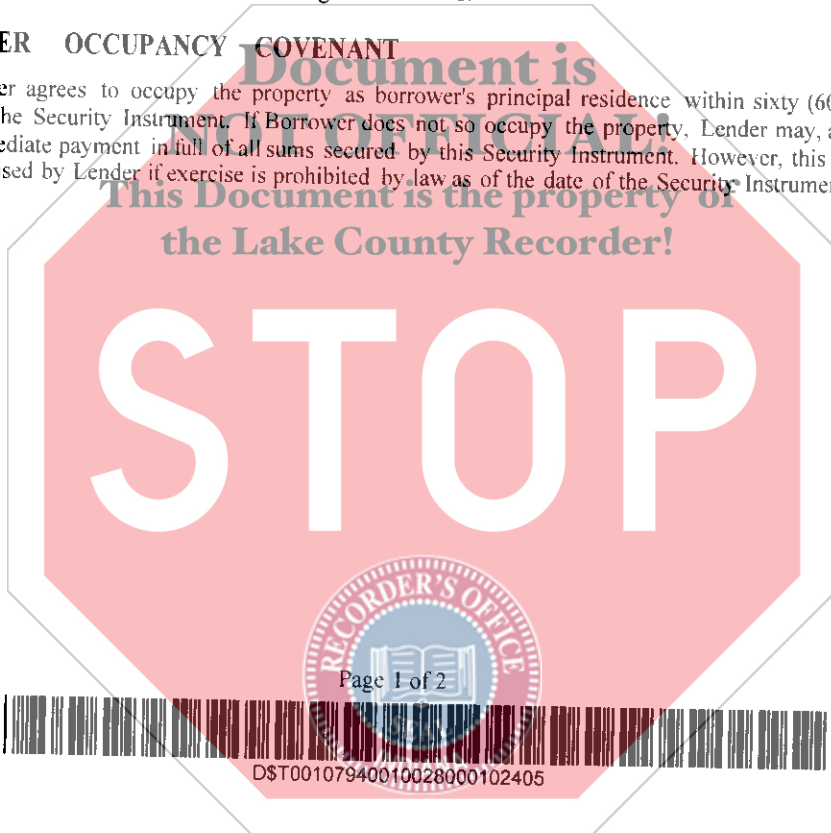 ER OCCUPANCY COVENANT
Document is
er agrees to occupy the property as borrower's principal residence within sixty (60
he Security Instrument. If Borrower does not so occupy the property, Lender may, a
NOT OFFICIAL!
ediate payment in full of all sums secured by this Security Instrument. However, this
sed by Lender if exercise is prohibited by law as of the date of the Security Instrumen
This Document is the property of
the Lake County Recorder!
STOP
RECORDER'S OFFICE
Page 1 of 2
SEAL
D$T00107940010028000102405